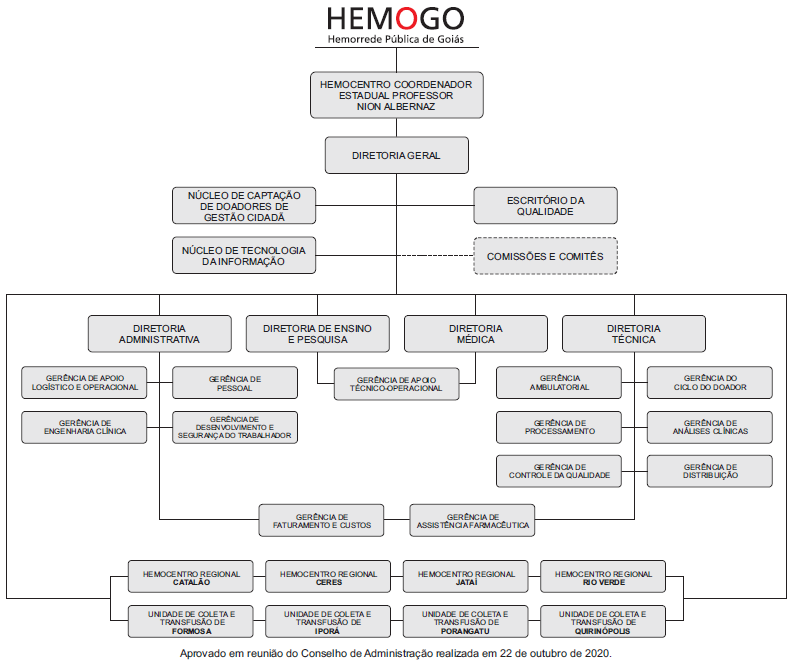 HEMOGO
Hemorrede Pública de Goiás
HEMOCENTRO COORDENADOR
ESTADUAL PROFESSOR
NION ALBERNAZ
DIRETORIA GERAL
NÚCLEO DE CAPTAÇÃO
DE DOADORES DE
GESTÃO CIDADÃ
ESCRITÓRIO DA
QUALIDADE
NÚCLEO DE TECNOLOGIA
DA INFORMAÇÃO
COMISSÕES E COMITÊS
DIRETORIA
ADMINISTRATIVA
DIRETORIA DE ENSINO
E PESQUISA
DIRETORIA
MÉDICA
DIRETORIA
TÉCNICA
GERÊNCIA DE APOIO
LOGÍSTICO E OPERACIONAL
GERÊNCIA DE
PESSOAL
GERÊNCIA DE APOIO
TÉCNICO-OPERACIONAL
GERÊNCIA
AMBULATORIAL
GERÊNCIA DO
CICLO DO DOADOR
GERÊNCIA DE
ENGENHARIA CLÍNICA
GERÊNCIA DE
DESENVOLVIMENTO E
SEGURANÇA DO TRABALHADOR
GERÊNCIA DE
PROCESSAMENTO
GERÊNCIA DE
ANÁLISES CLÍNICAS
GERÊNCIA DE
CONTROLE DA QUALIDADE
GERÊNCIA DE
DISTRIBUIÇÃO
GERÊNCIA DE
FATURAMENTO E CUSTOS
GERÊNCIA DE
ASSISTÊNCIA FARMACÊUTICA
HEMOCENTRO REGIONAL
CATALÃO
HEMOCENTRO REGIONAL
CERES
HEMOCENTRO REGIONAL
JATAÍ
HEMOCENTRO REGIONAL
RIO VERDE
UNIDADE DE COLETA E
TRANSFUSÃO DE
FORMOSA
UNIDADE DE COLETA E
TRANSFUSÃO DE
IPORÁ
UNIDADE DE COLETA E
TRANSFUSÃO DE
PORANGATU
UNIDADE DE COLETA E
TRANSFUSÃO DE
QUIRINÓPOLIS
Aprovado em reunião do Conselho de Administração realizada em 22 de outubro de 2020.